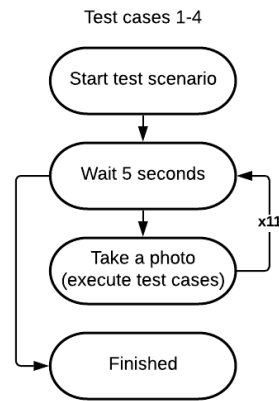 Test cases 1-4
Start test scenario
Wait 5 seconds
x11
Take a photo
(execute test cases)
Finished